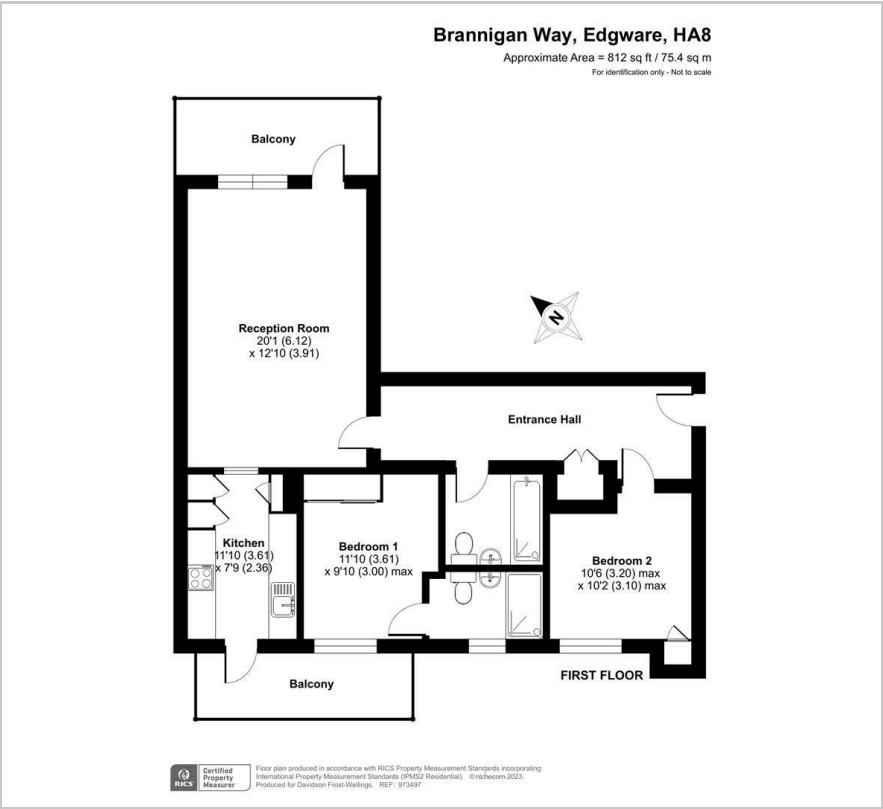 Brannigan Way, Edgware, HA8
Approximate Area = 812 sq ft / 75.4 sq m
For identification only - Not to scale
Balcony
N
Reception Room
20'1 (6.12)
x 12'10 (3.91)
Entrance Hall
Kitchen
11'10 (3.61)
x 7'9 (2.36)
Bedroom 1
11'10 (3.61)
x 9'10 (3.00) max
Bedroom 2
10'6 (3.20) max
x 10'2 (3.10) max
Balcony
FIRST FLOOR
RICS
Certified
Property
Measurer
Floor plan produced in accordance with RICS Property Measurement Standards incorporating
International Property Measurement Standards (IPMS2 Residential). © nichecom 2023.
Produced for Davidson Frost-Wellings. REF: 973497